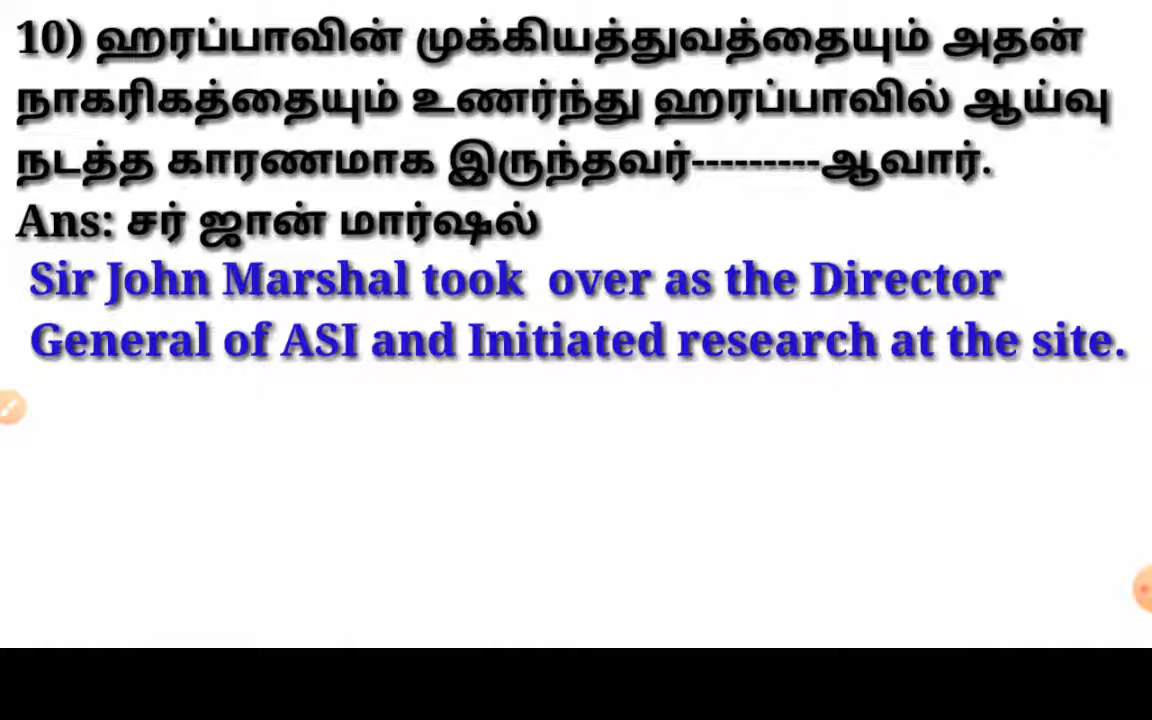 10) ஹரப்பாவின் முக்கியத்துவத்தையும் அதன்
நாகரிகத்தையும் உணர்ந்து ஹரப்பாவில் ஆய்வு
நடத்த காரணமாக இருந்தவர்---------ஆவார்.
Ans: சர் ஜான் மார்ஷல்
Sir John Marshal took  over as the Director
General of ASI and Initiated research at the site.